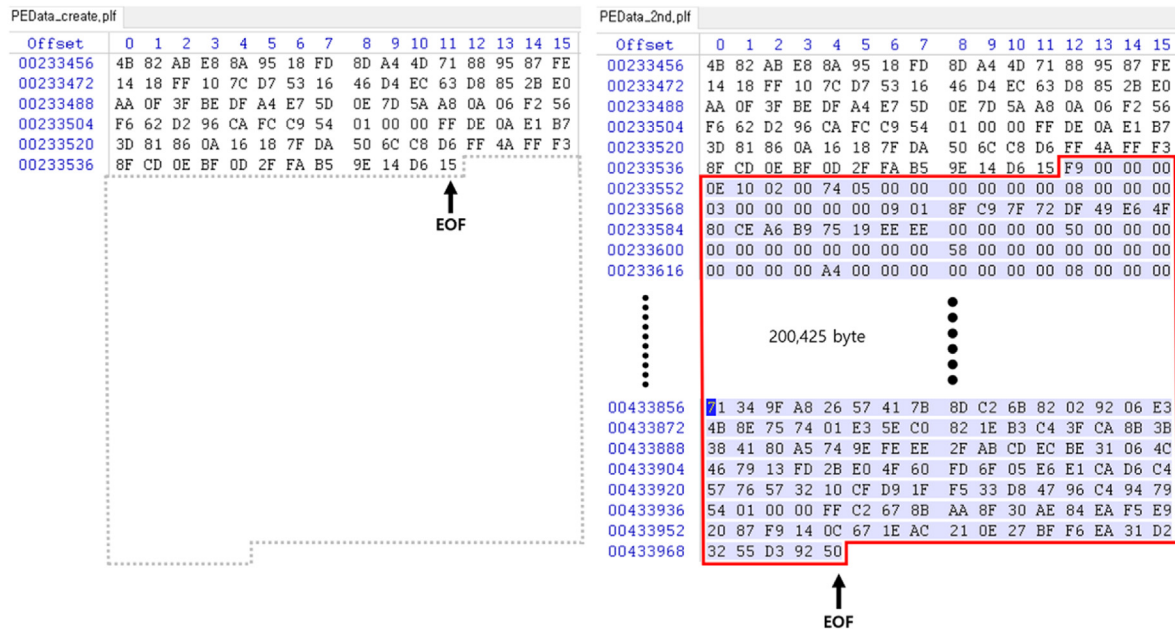 PEData_create.plf
Offset 0 1 2 3 4 5 6 7 8 9 10 11 12 13 14 15
00233456 4B 82 AB E8 8A 95 18 FD 8D A4 4D 71 88 95 87 FE
00233472 14 18 FF 10 7C D7 53 16 46 D4 EC 63 D8 85 2B E0
00233488 AA 0F 3F BE DF A4 E7 5D 0E 7D 5A A8 0A 06 F2 56
00233504 F6 62 D2 96 CA FC C9 54 01 00 00 FF DE 0A E1 B7
00233520 3D 81 86 0A 16 18 7F DA 50 6C C8 D6 FF 4A FF F3
00233536 8F CD 0E BF 0D 2F FA B5 9E 14 D6 15
EOF
PEData_2nd.plf
Offset 0 1 2 3 4 5 6 7 8 9 10 11 12 13 14 15
00233456 4B 82 AB E8 8A 95 18 FD 8D A4 4D 71 88 95 87 FE
00233472 14 18 FF 10 7C D7 53 16 46 D4 EC 63 D8 85 2B E0
00233488 AA 0F 3F BE DF A4 E7 5D 0E 7D 5A A8 0A 06 F2 56
00233504 F6 62 D2 96 CA FC C9 54 01 00 00 FF DE 0A E1 B7
00233520 3D 81 86 0A 16 18 7F DA 50 6C C8 D6 FF 4A FF F3
00233536 8F CD 0E BF 0D 2F FA B5 9E 14 D6 15 F9 00 00 00
00233552 0E 10 02 00 74 05 00 00 00 00 00 00 08 00 00 00
00233568 03 00 00 00 00 00 09 01 8F C9 7F 72 DF 49 E6 4F
00233584 80 CE A6 B9 75 19 EE EE 00 00 00 00 50 00 00 00
00233600 00 00 00 00 00 00 00 00 58 00 00 00 00 00 00 00
00233616 00 00 00 00 A4 00 00 00 00 00 00 00 08 00 00 00
200,425 byte
00433856 71 34 9F A8 26 57 41 7B 8D C2 6B 82 02 92 06 E3
00433872 4B 8E 75 74 01 E3 5E C0 82 1E B3 C4 3F CA 8B 3B
00433888 38 41 80 A5 74 9E FE EE 2F AB CD EC BE 31 06 4C
00433904 46 79 13 FD 2B E0 4F 60 FD 6F 05 E6 E1 CA D6 C4
00433920 57 76 57 32 10 CF D9 1F F5 33 D8 47 96 C4 94 79
00433936 54 01 00 00 FF C2 67 8B AA 8F 30 AE 84 EA F5 E9
00433952 20 87 F9 14 0C 67 1E AC 21 0E 27 BF F6 EA 31 D2
00433968 32 55 D3 92 50
EOF